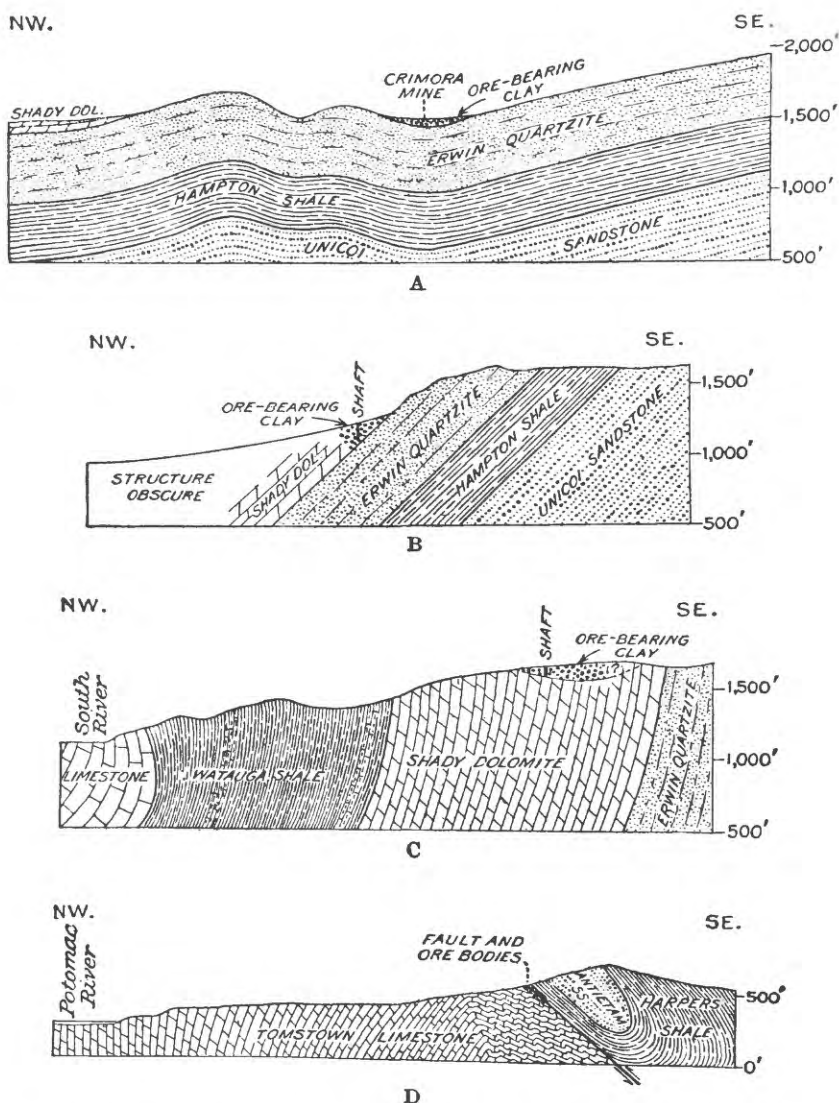 NW.
SE.
2,000'
CRIMORA
MINE
ORE-BEARING
CLAY
SHADY DOL.
1,500'
ERWIN QUARTZITE
HAMPTON SHALE
1,000'
UNICOI SANDSTONE
500'
A
NW.
SE.
SHAFT
1,500'
ORE-BEARING
CLAY
1,000'
STRUCTURE
OBSCURE
SHADY DOL.
ERWIN QUARTZITE
HAMPTON SHALE
UNICOI SANDSTONE
500'
B
NW.
SE.
SHAFT
ORE-BEARING
CLAY
South
River
1,500'
LIMESTONE
WATAUGA SHALE
SHADY DOLOMITE
ERWIN QUARTZITE
1,000'
500'
C
NW.
SE.
Potomac
River
FAULT AND
ORE BODIES
ANTIETAM
SS.
HARPERS
SHALE
500'
TOMSTOWN LIMESTONE
0'
D